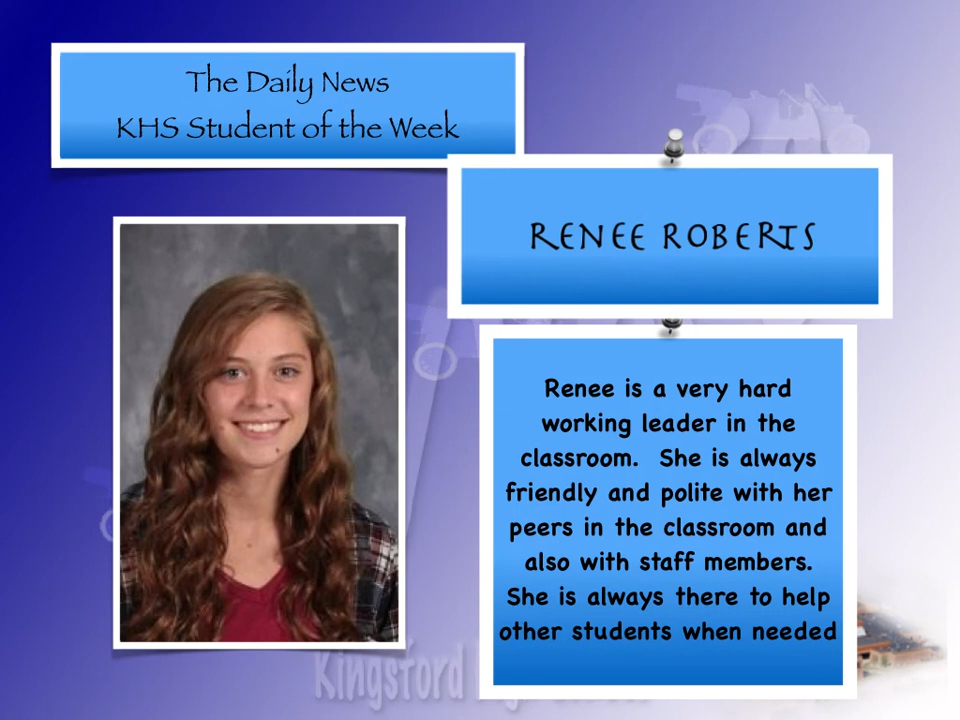 The Daily News
KHS Student of the Week
RENEE ROBERTS
Renee is a very hard
working leader in the
classroom.  She is always
friendly and polite with her
peers in the classroom and
also with staff members.
She is always there to help
other students when needed
Kingsford